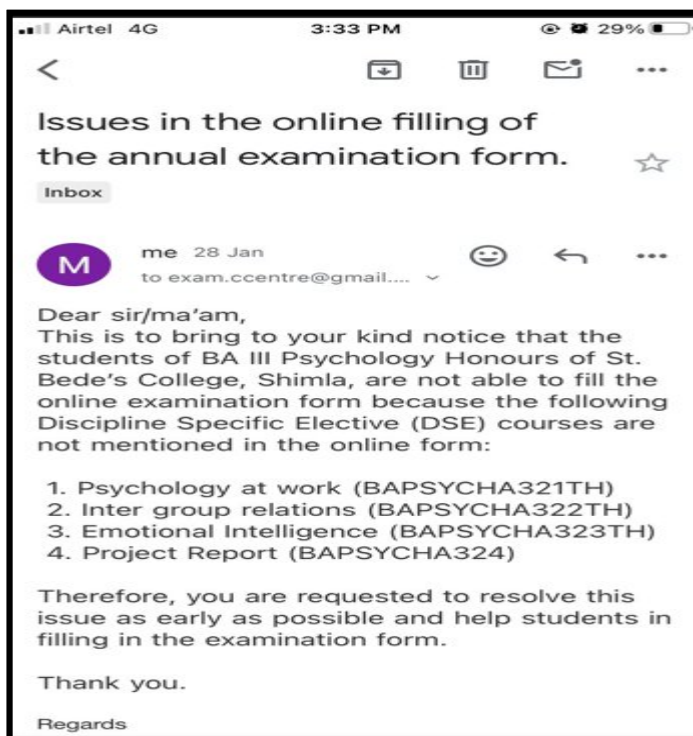 Airtel 4G 3:33 PM 29%
Issues in the online filling of
the annual examination form.
Inbox
M
me 28 Jan
to exam.ccentre@gmail....
Dear sir/ma'am,
This is to bring to your kind notice that the
students of BA III Psychology Honours of St.
Bede's College, Shimla, are not able to fill the
online examination form because the following
Discipline Specific Elective (DSE) courses are
not mentioned in the online form:
1. Psychology at work (BAPSYCHA321TH)
2. Inter group relations (BAPSYCHA322TH)
3. Emotional Intelligence (BAPSYCHA323TH)
4. Project Report (BAPSYCHA324)
Therefore, you are requested to resolve this
issue as early as possible and help students in
filling in the examination form.
Thank you.
Regards